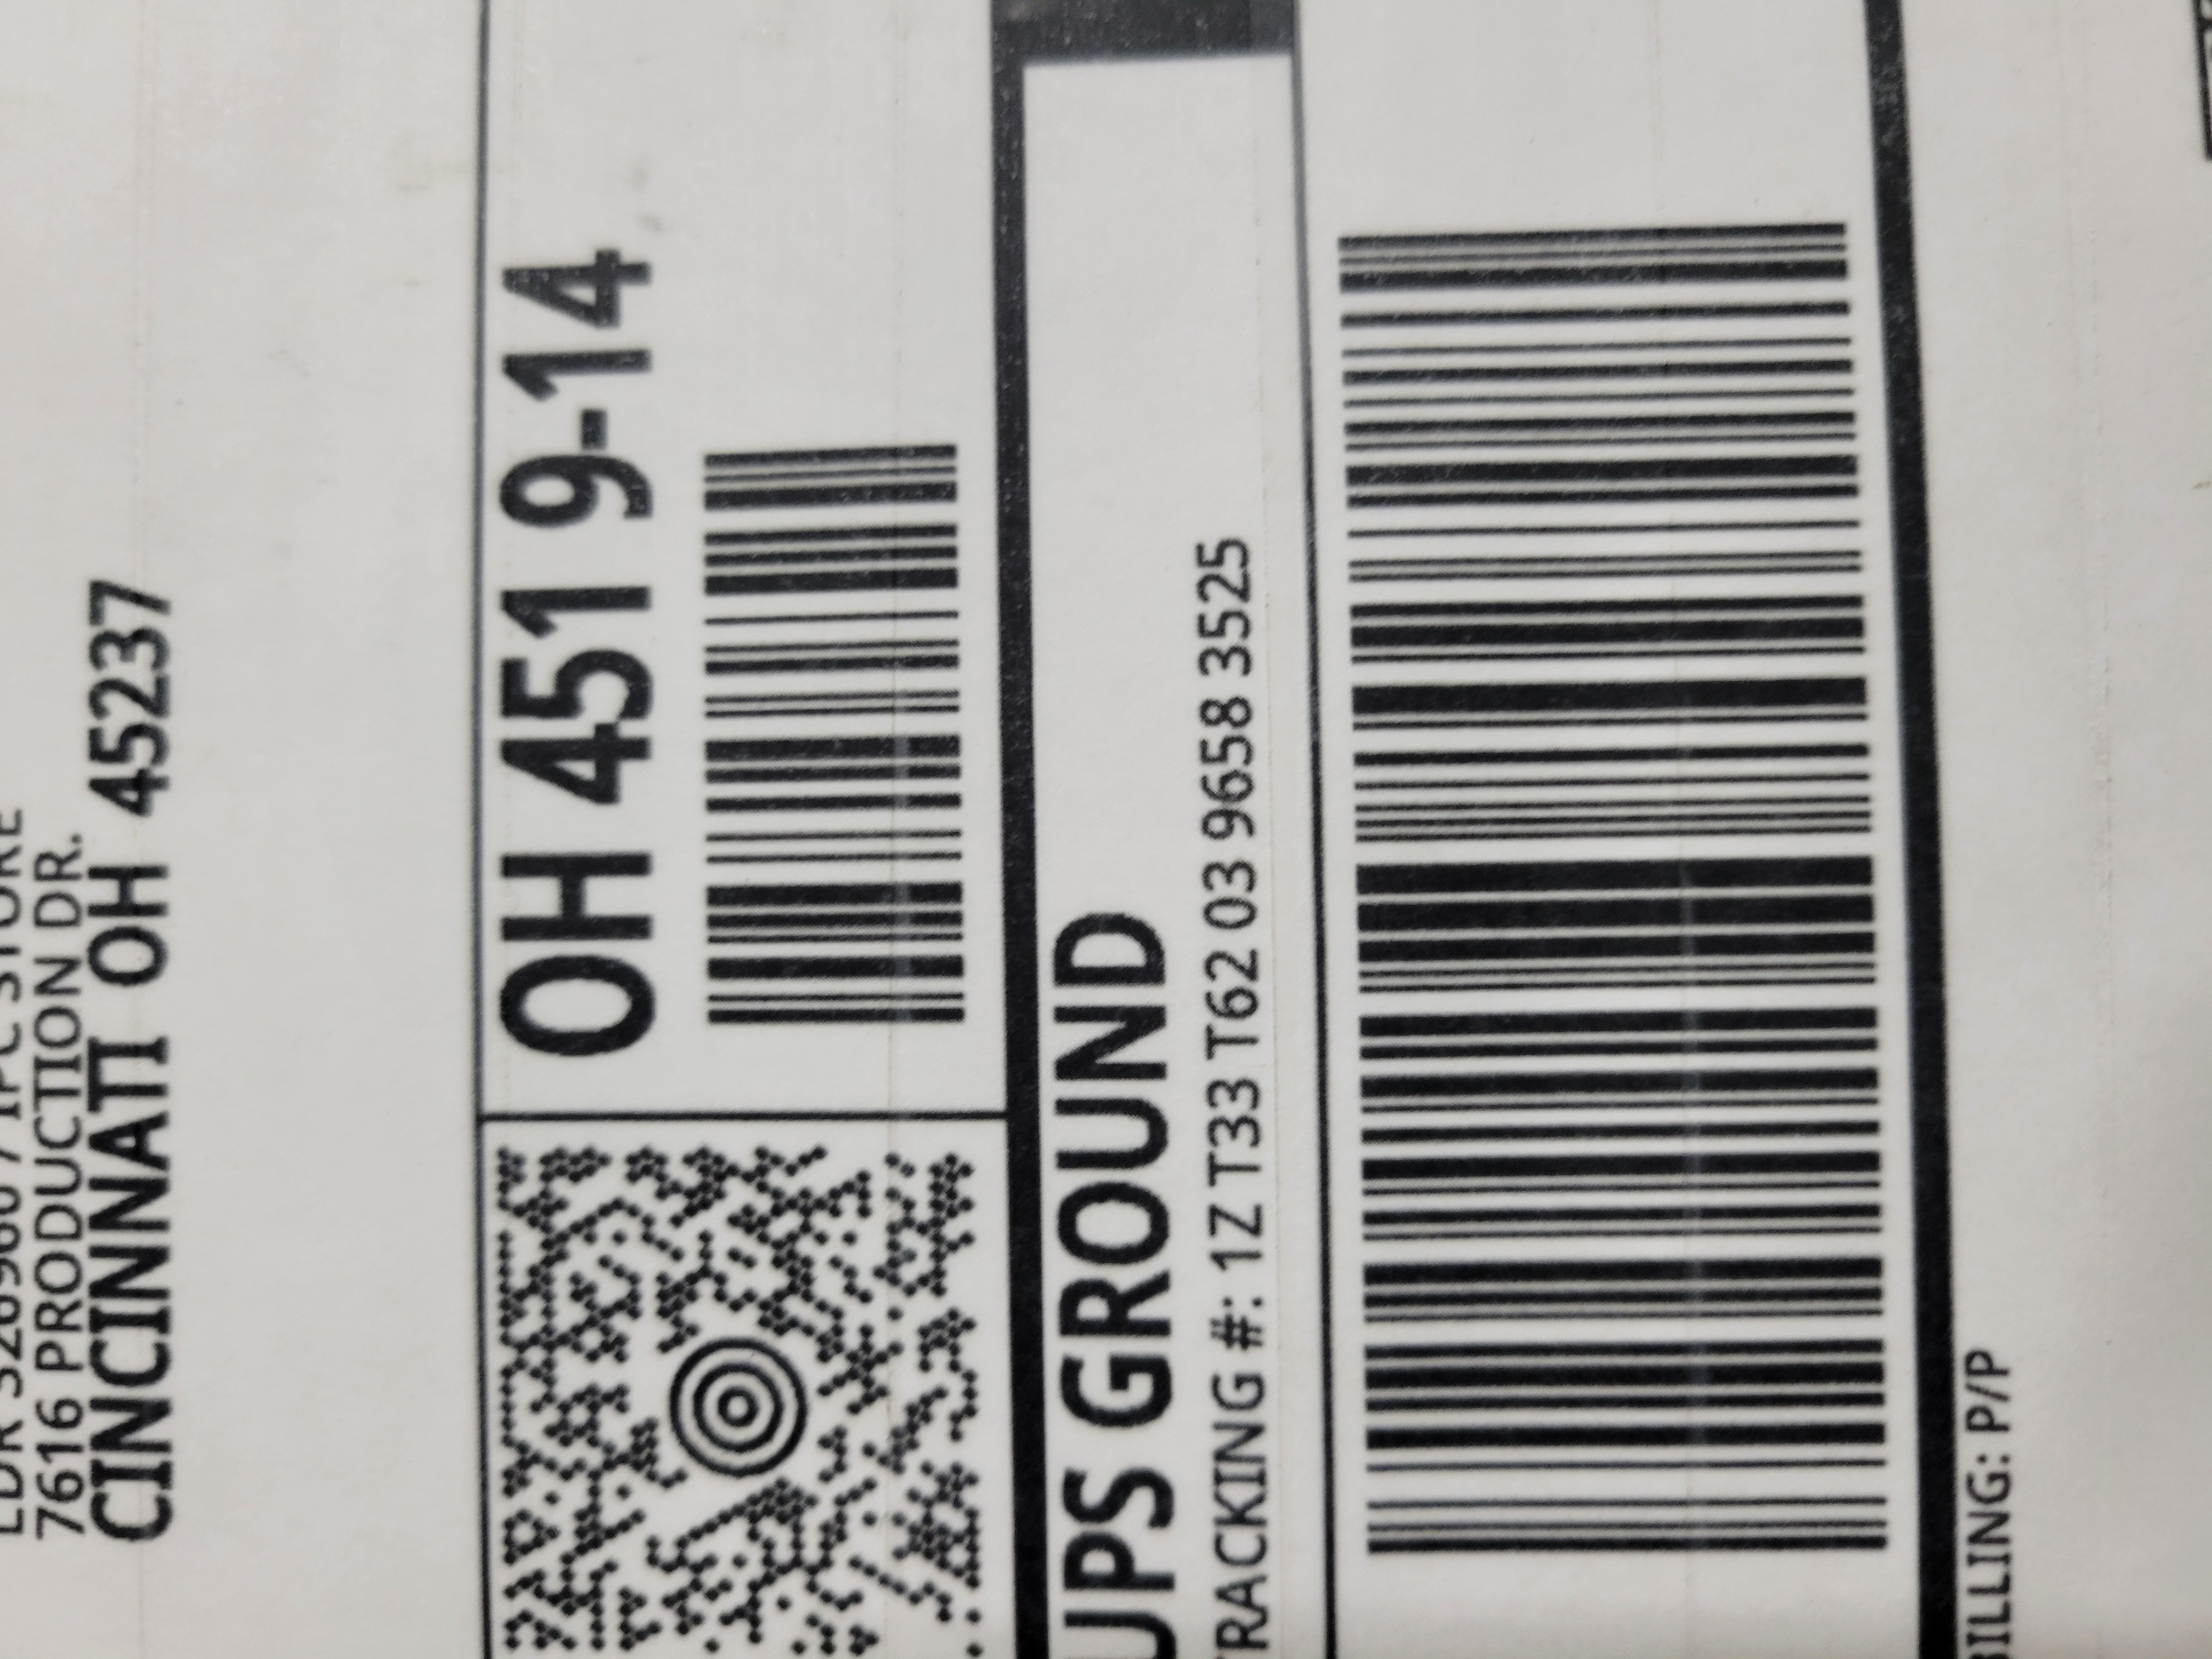 7616 PRODUCTION DR.
CINCINNATI OH 45237
OH 451 9-14
UPS GROUND
TRACKING #: 1Z T33 T62 03 9658 3525
BILLING: P/P